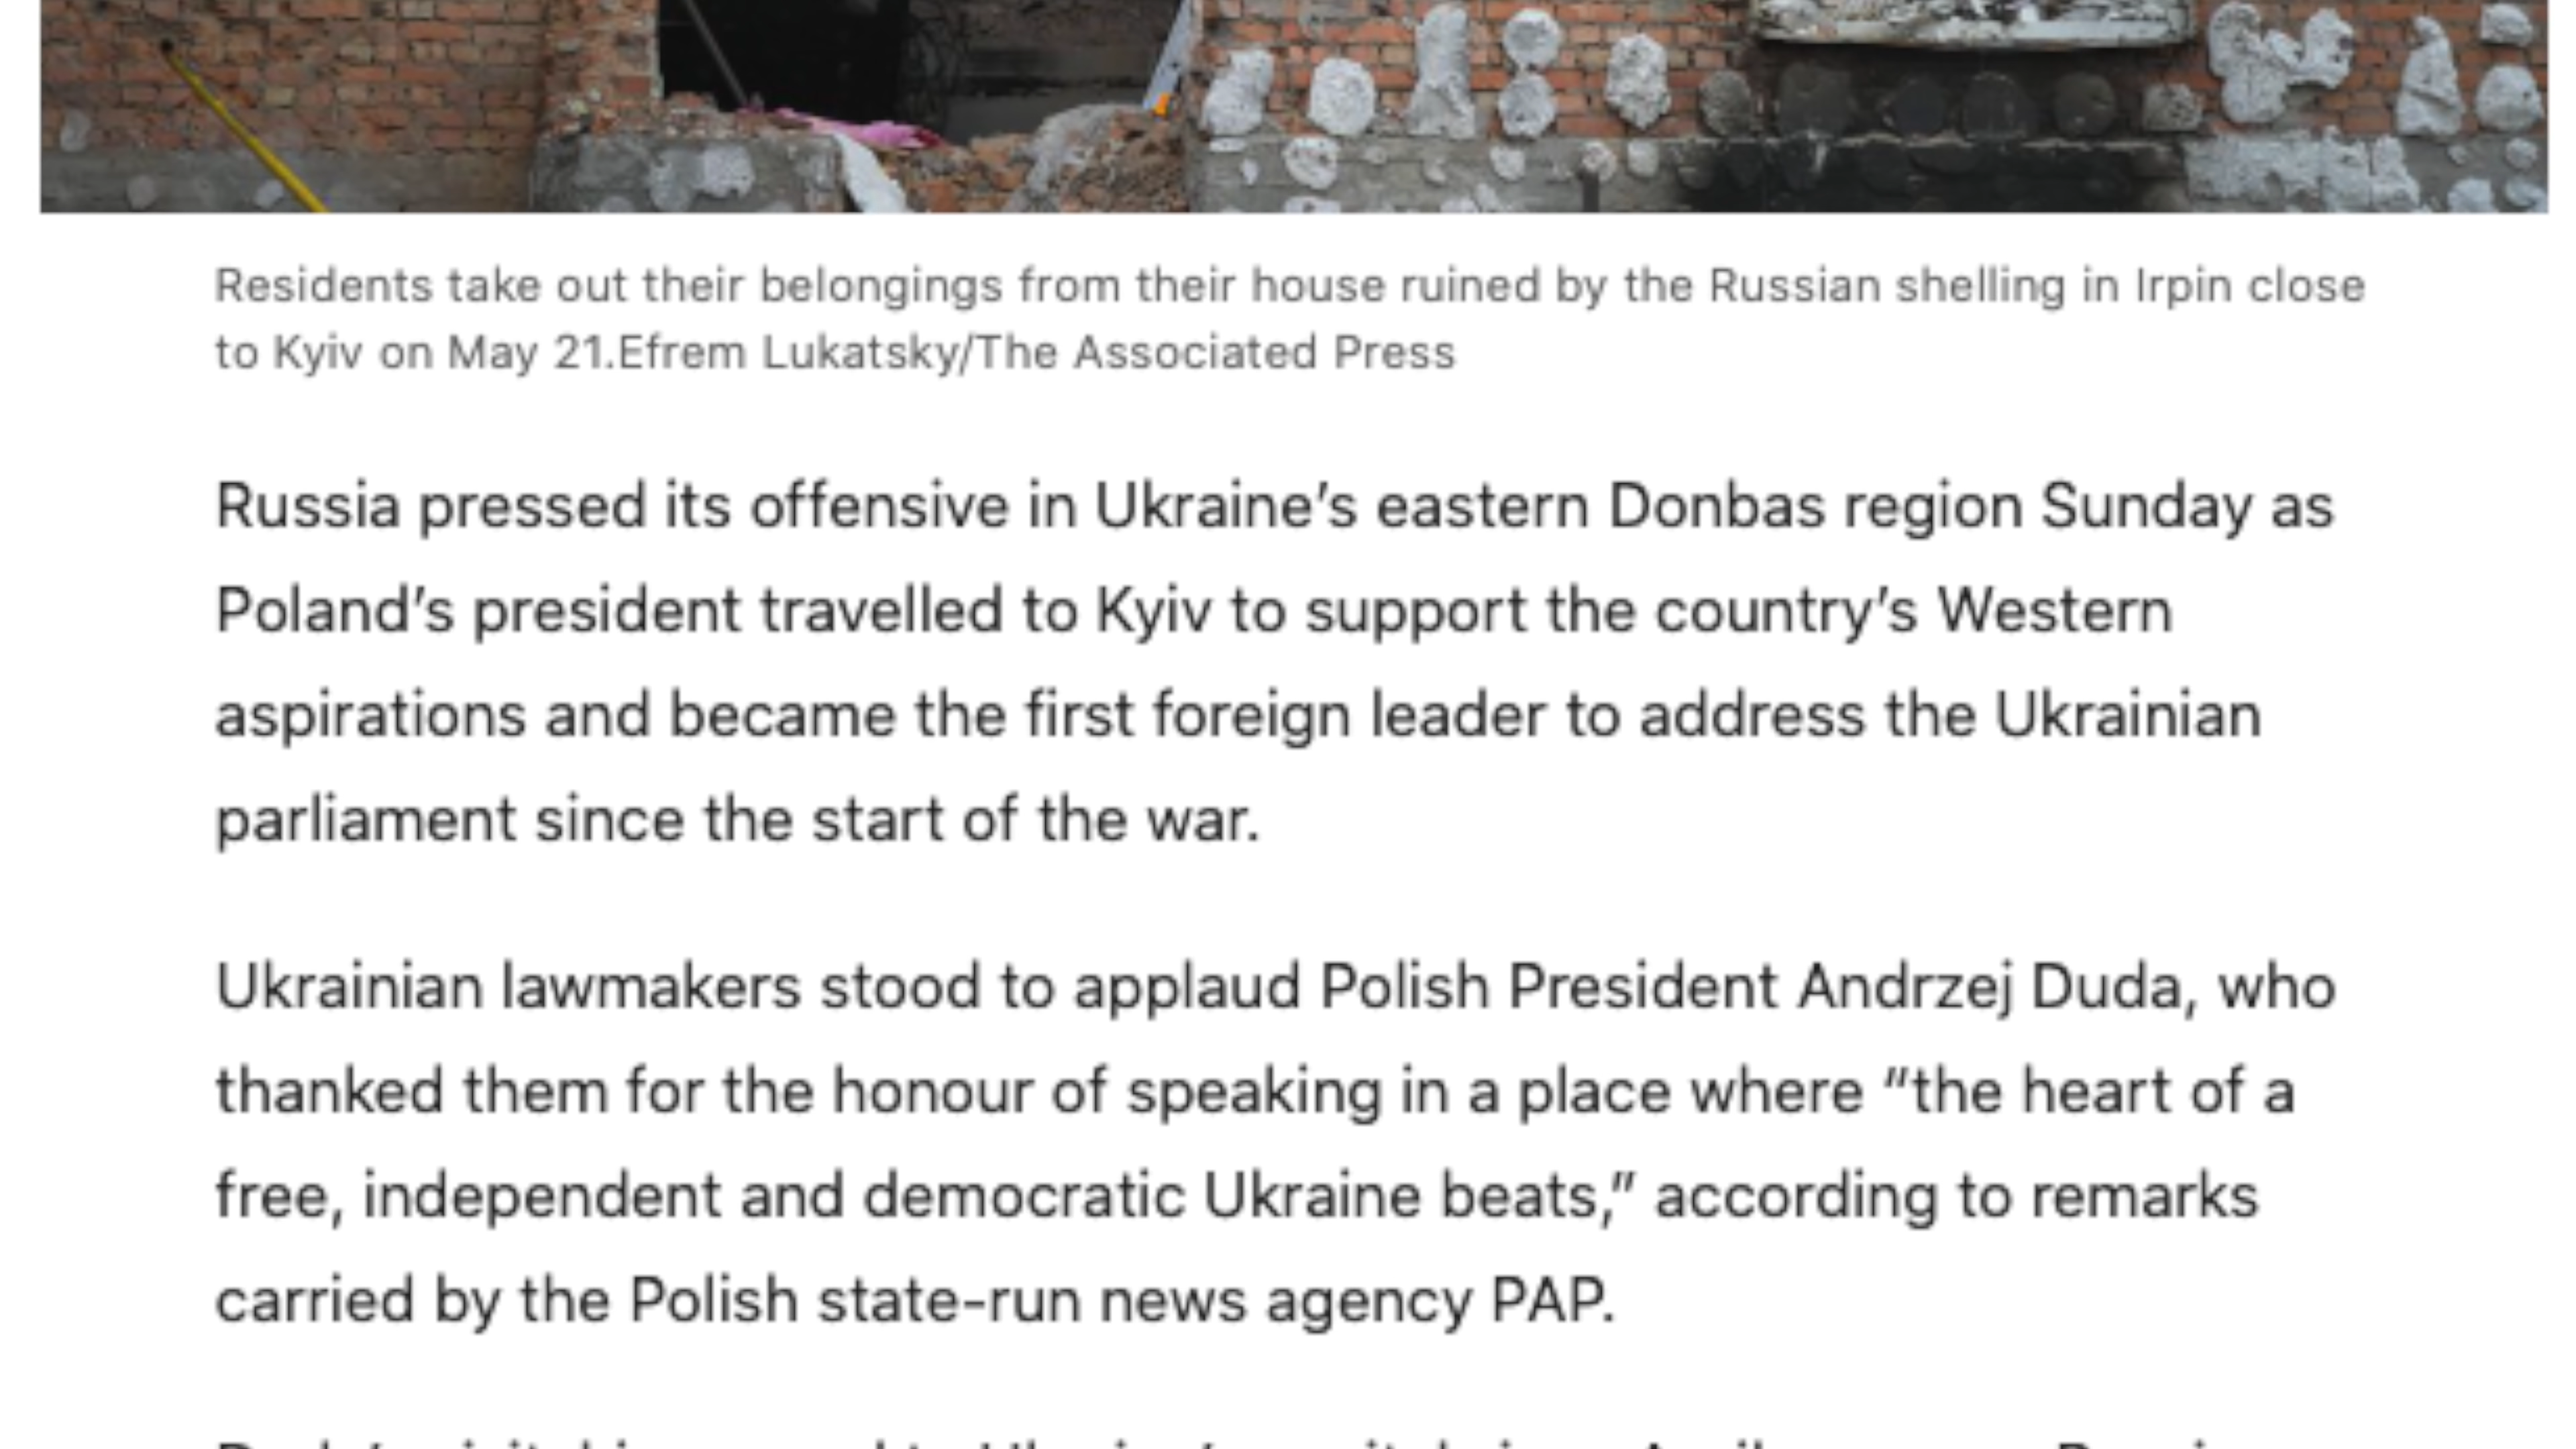 Residents take out their belongings from their house ruined by the Russian shelling in Irpin close
to Kyiv on May 21.Efrem Lukatsky/The Associated Press
Russia pressed its offensive in Ukraine’s eastern Donbas region Sunday as
Poland’s president travelled to Kyiv to support the country’s Western
aspirations and became the first foreign leader to address the Ukrainian
parliament since the start of the war.
Ukrainian lawmakers stood to applaud Polish President Andrzej Duda, who
thanked them for the honour of speaking in a place where “the heart of a
free, independent and democratic Ukraine beats,” according to remarks
carried by the Polish state-run news agency PAP.